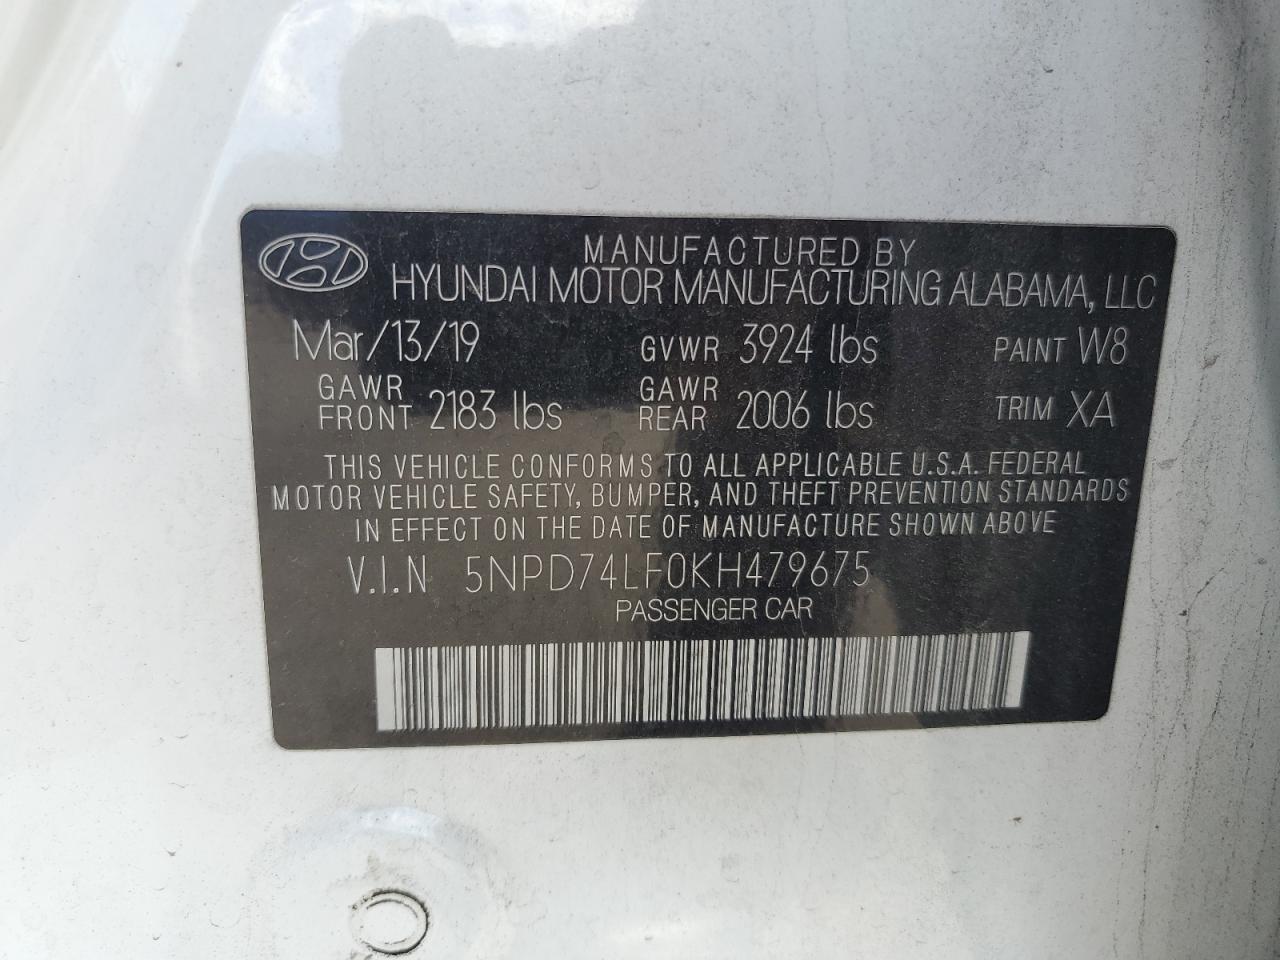 MANUFACTURED BY
HYUNDAI MOTOR MANUFACTURING ALABAMA, LLC
Mar/13/19 GVWR 3924 lbs PAINT W8
GAWR FRONT 2183 lbs GAWR REAR 2006 lbs TRIM XA
THIS VEHICLE CONFORMS TO ALL APPLICABLE U.S.A. FEDERAL
MOTOR VEHICLE SAFETY, BUMPER, AND THEFT PREVENTION STANDARDS
IN EFFECT ON THE DATE OF MANUFACTURE SHOWN ABOVE
V.I.N 5NPD74LF0KH479675
PASSENGER CAR